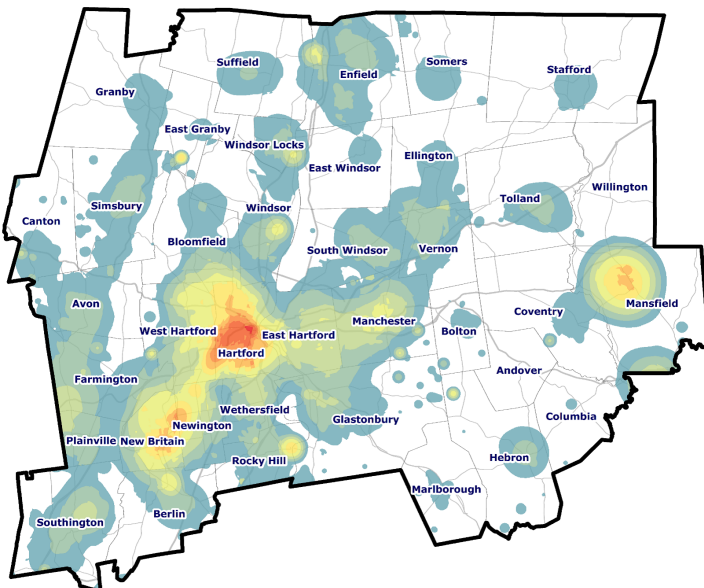 Suffield
Enfield
Somers
Stafford
Granby
East Granby
Windsor Locks
East Windsor
Ellington
Willington
Tolland
Simsbury
Canton
Windsor
Bloomfield
South Windsor
Vernon
Avon
Mansfield
Coventry
West Hartford
East Hartford
Manchester
Bolton
Hartford
Andover
Farmington
Wethersfield
Glastonbury
Columbia
Newington
Plainville
New Britain
Rocky Hill
Hebron
Marlborough
Berlin
Southington